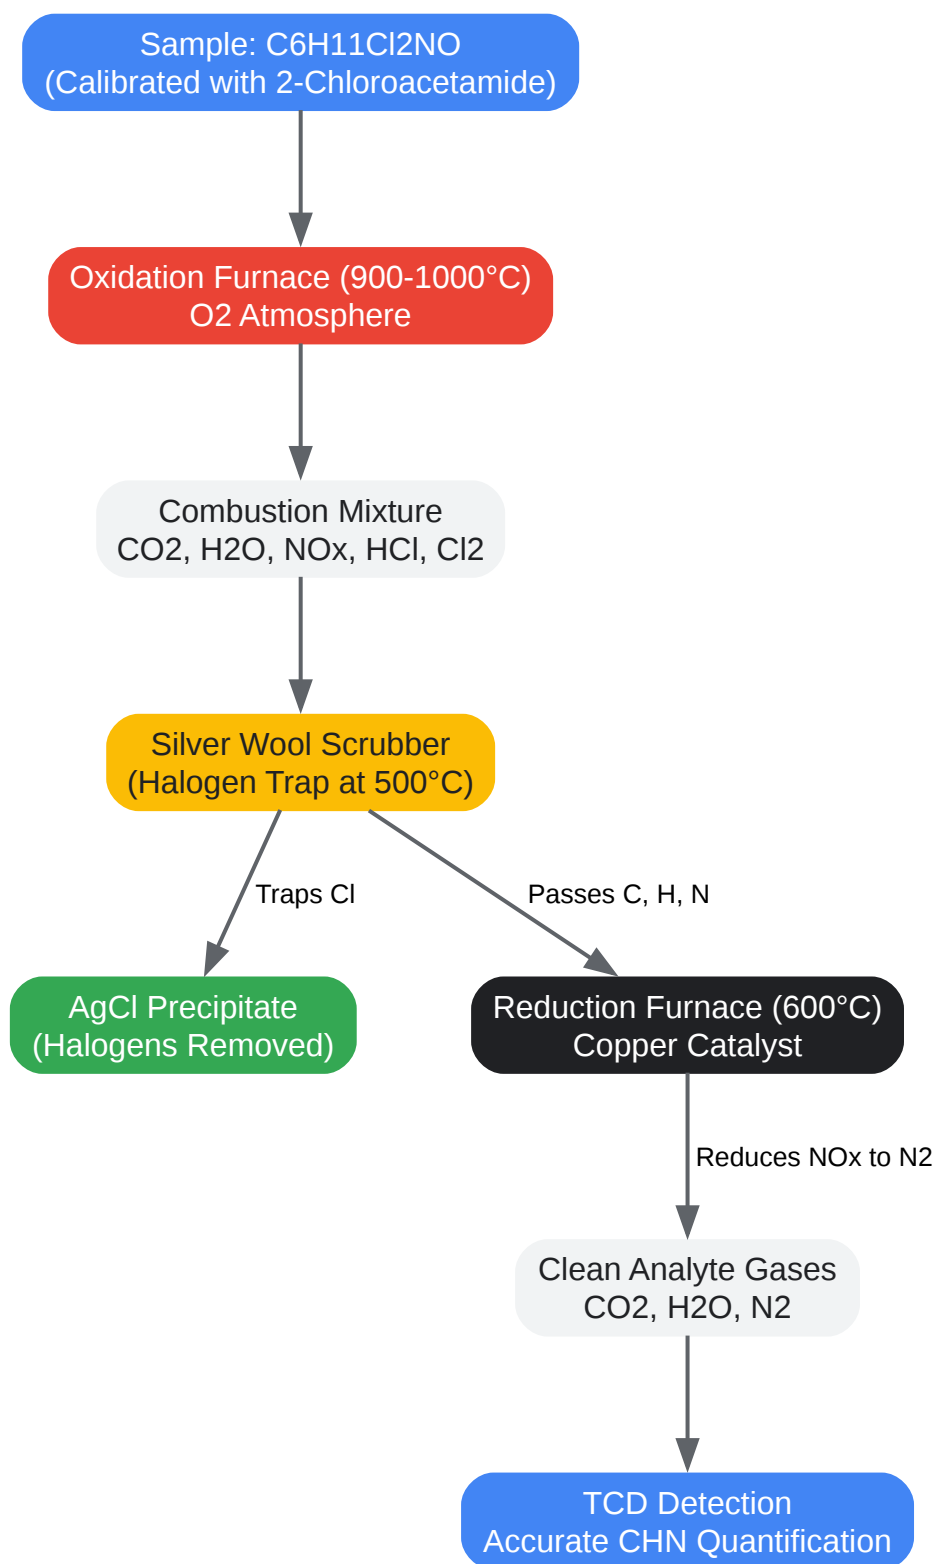 Sample: C6H11Cl2NO
(Calibrated with 2-Chloroacetamide)
Oxidation Furnace (900-1000°C)
O2 Atmosphere
Combustion Mixture
CO2, H2O, NOx, HCl, Cl2
Silver Wool Scrubber
(Halogen Trap at 500°C)
Traps Cl
Passes C, H, N
AgCl Precipitate
(Halogens Removed)
Reduction Furnace (600°C)
Copper Catalyst
Reduces NOx to N2
Clean Analyte Gases
CO2, H2O, N2
TCD Detection
Accurate CHN Quantification